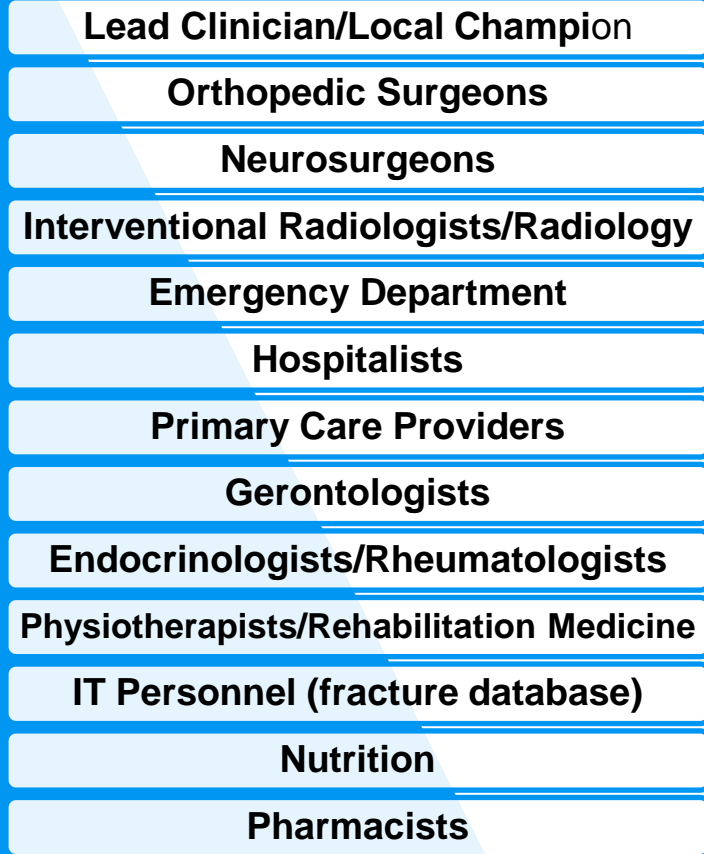 Lead Clinician/Local Champion
Orthopedic Surgeons
Neurosurgeons
Interventional Radiologists/Radiology
Emergency Department
Hospitalists
Primary Care Providers
Gerontologists
Endocrinologists/Rheumatologists
Physiotherapists/Rehabilitation Medicine
IT Personnel (fracture database)
Nutrition
Pharmacists